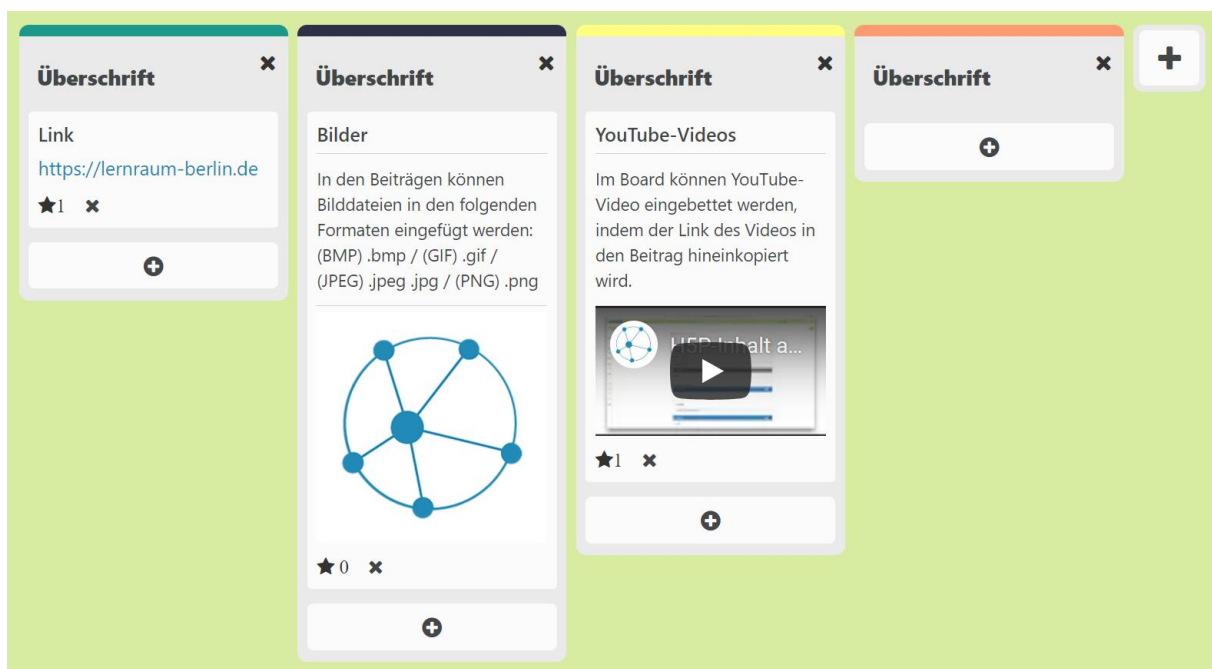 Überschrift
Link
https://lernraum-berlin.de
1
Überschrift
Bilder
In den Beiträgen können
Bilddateien in den folgenden
Formaten eingefügt werden:
(BMP) .bmp / (GIF) .gif /
(JPEG) .jpeg .jpg / (PNG) .png
0
Überschrift
YouTube-Videos
Im Board können YouTube-
Video eingebettet werden,
indem der Link des Videos in
den Beitrag hineinkopiert
wird.
H5P-Inhalt a...
1
Überschrift